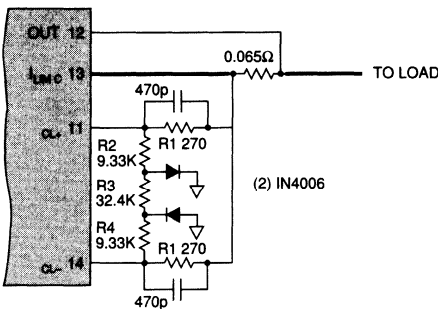 OUT 12
0.065Ω
ILIM C 13
TO LOAD
470p
CL+ 11
R2
9.33K
R1 270
R3
32.4K
(2) IN4006
R4
9.33K
R1 270
CL- 14
470p